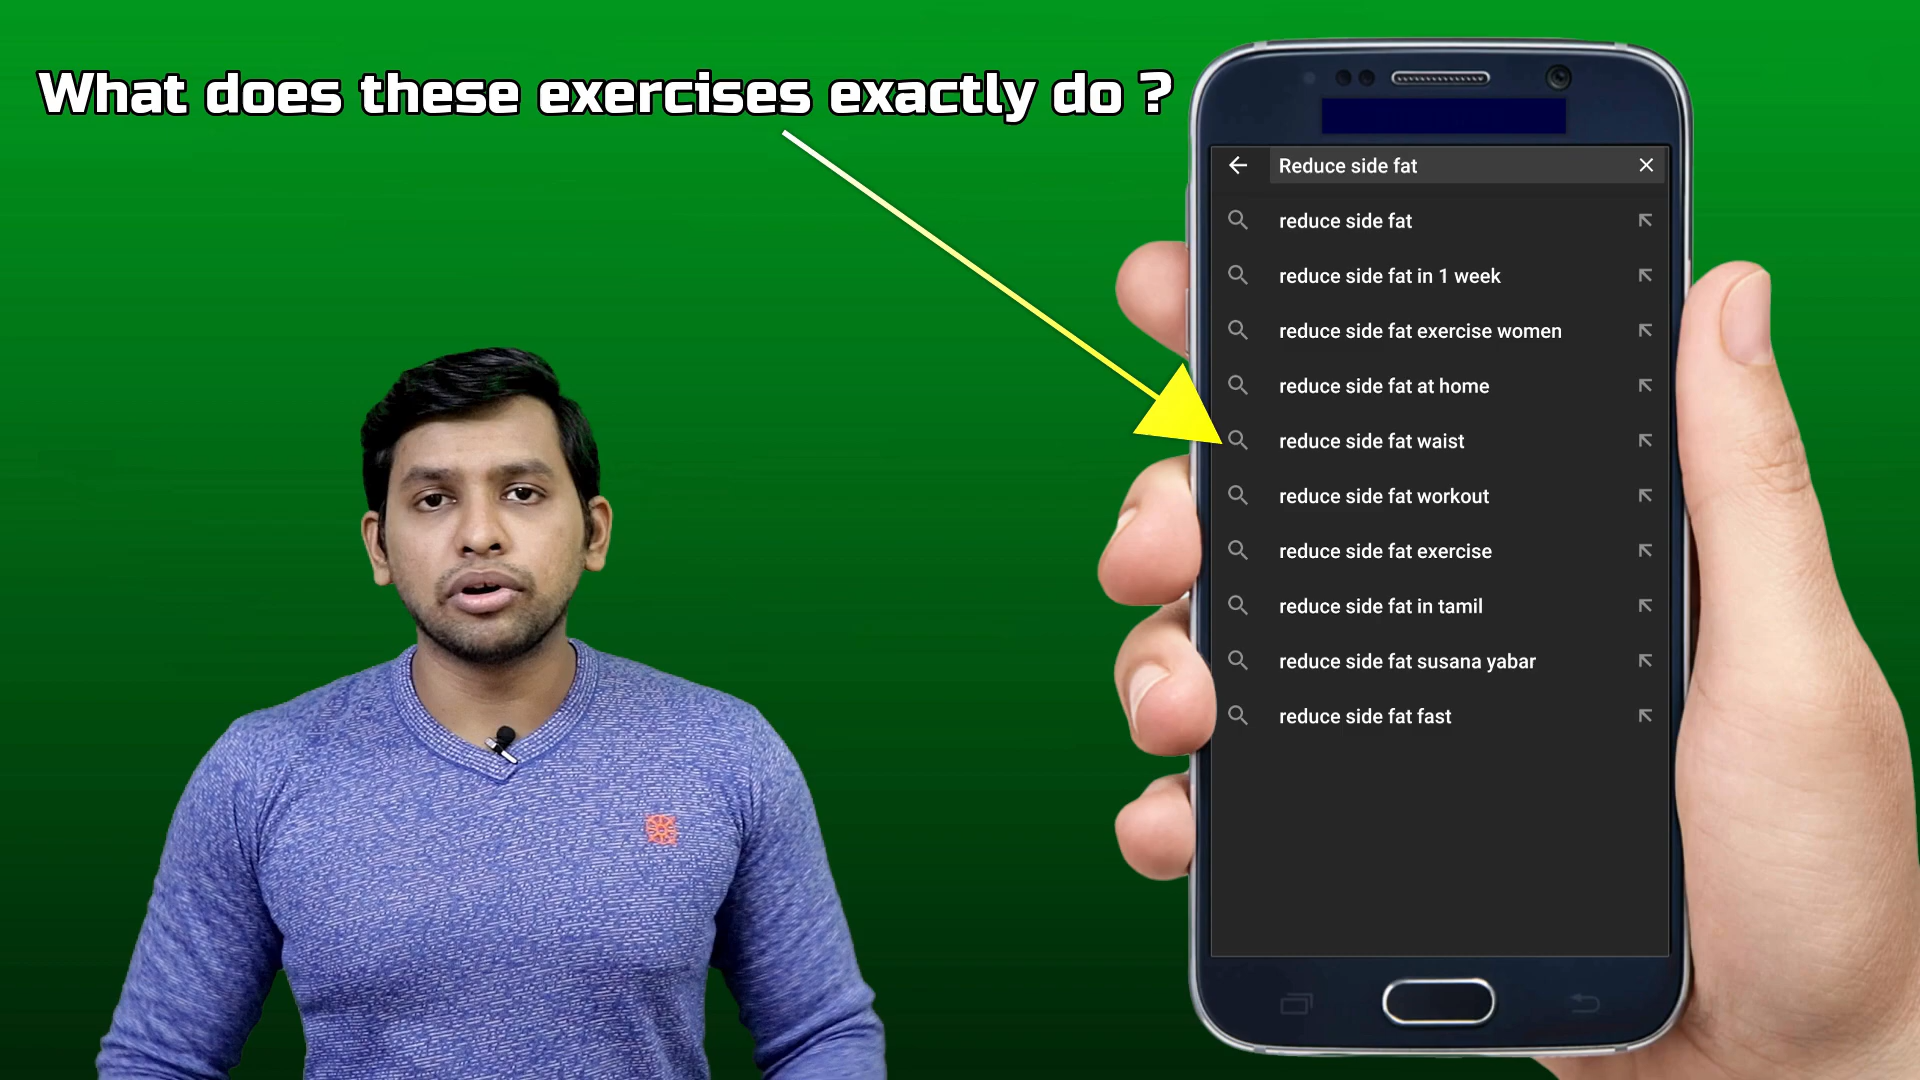 What does these exercises exactly do ?
Reduce side fat
reduce side fat
reduce side fat in 1 week
reduce side fat exercise women
reduce side fat at home
reduce side fat waist
reduce side fat workout
reduce side fat exercise
reduce side fat in tamil
reduce side fat susana yabar
reduce side fat fast